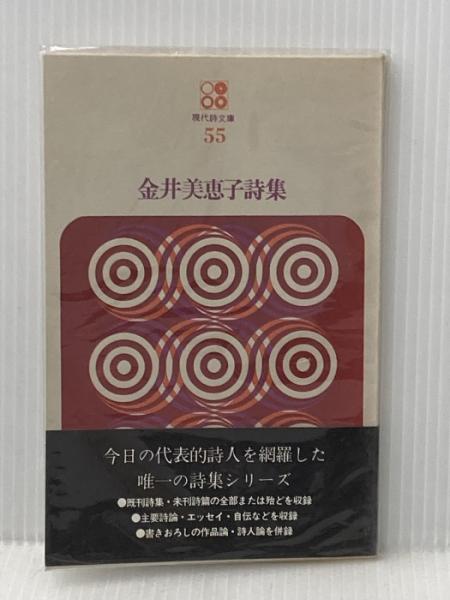 現代詩文庫
55
金井美恵子詩集
今日の代表的詩人を網羅した
唯一の詩集シリーズ
●既刊詩集・未刊詩篇の全部または殆どを収録
●主要詩論・エッセイ・自伝などを収録
●書きおろしの作品論・詩人論を併録